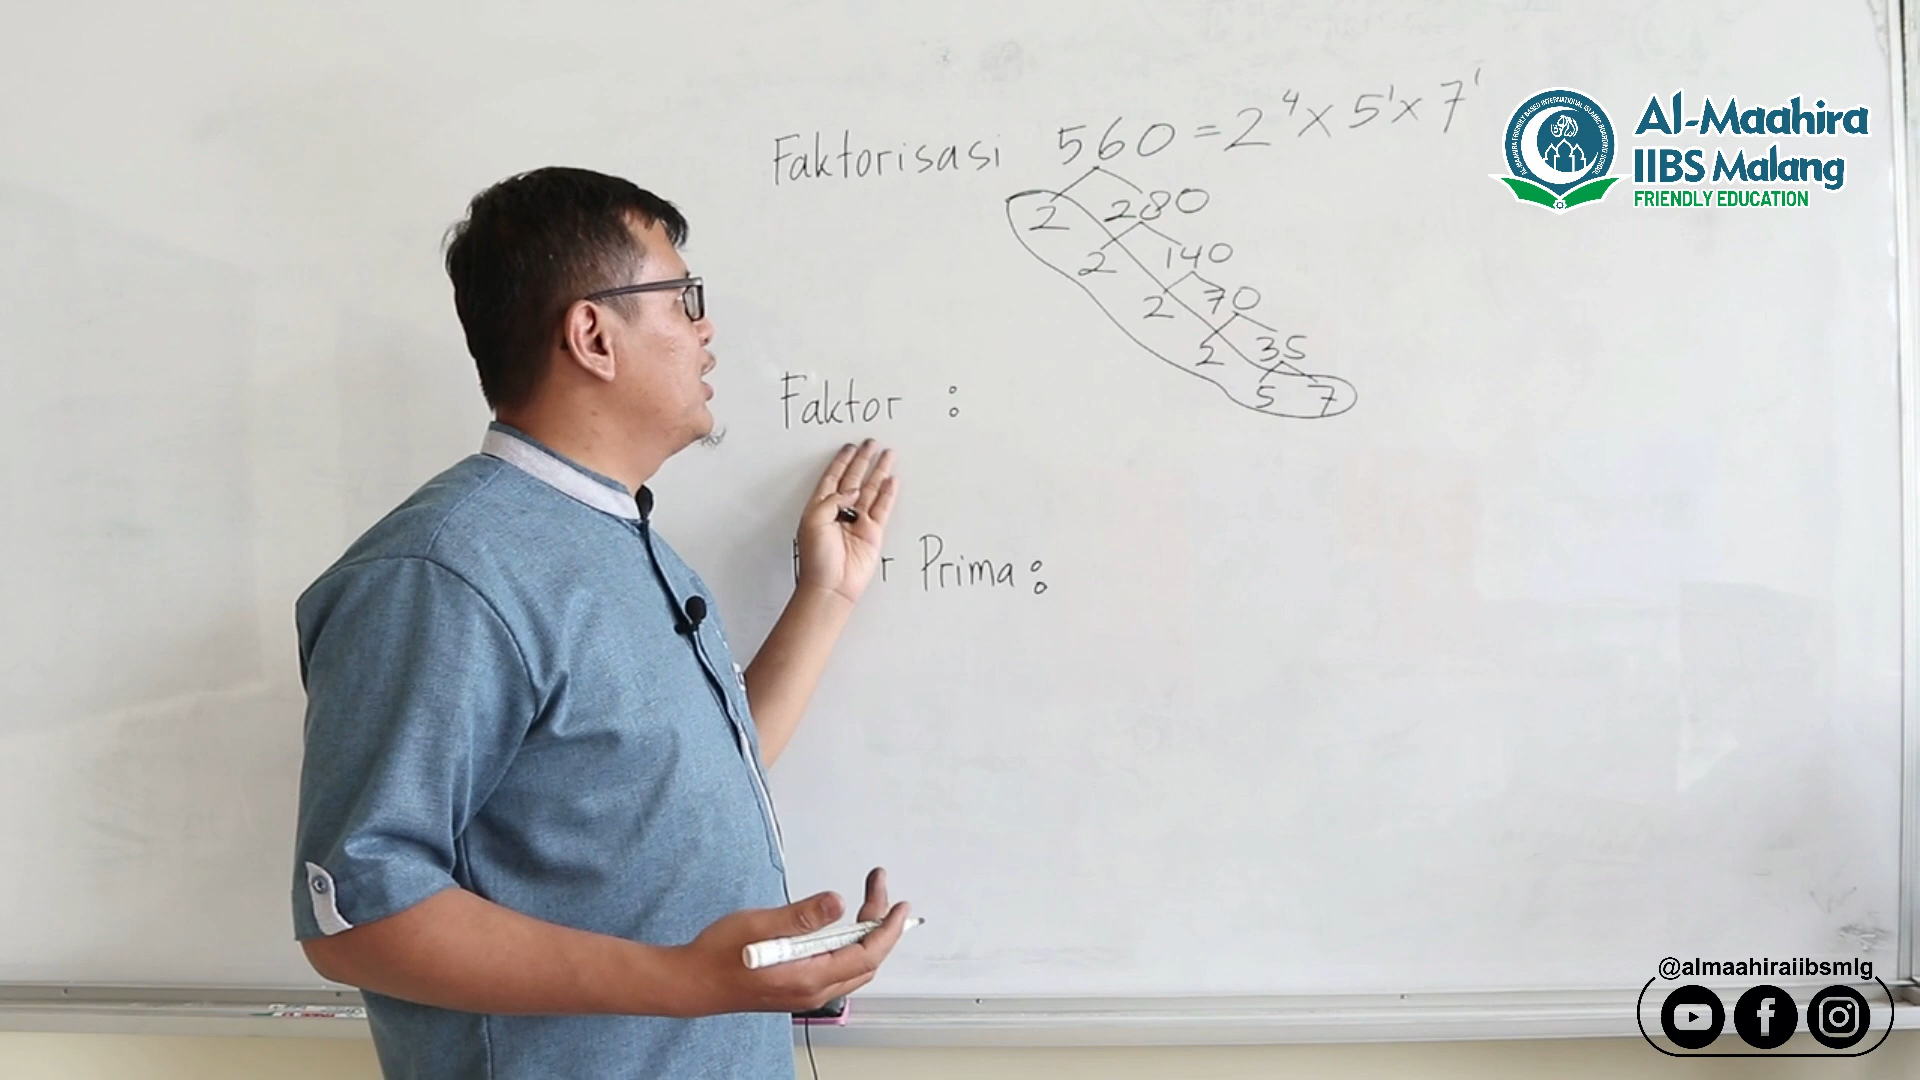 Faktorisasi 560 = 2⁴ x 5¹ x 7¹
2 280
2 140
2 70
2 35
5 7
Faktor :
Prima :
Al-Maahira
IIBS Malang
FRIENDLY EDUCATION
@almaahiraiibsmlg